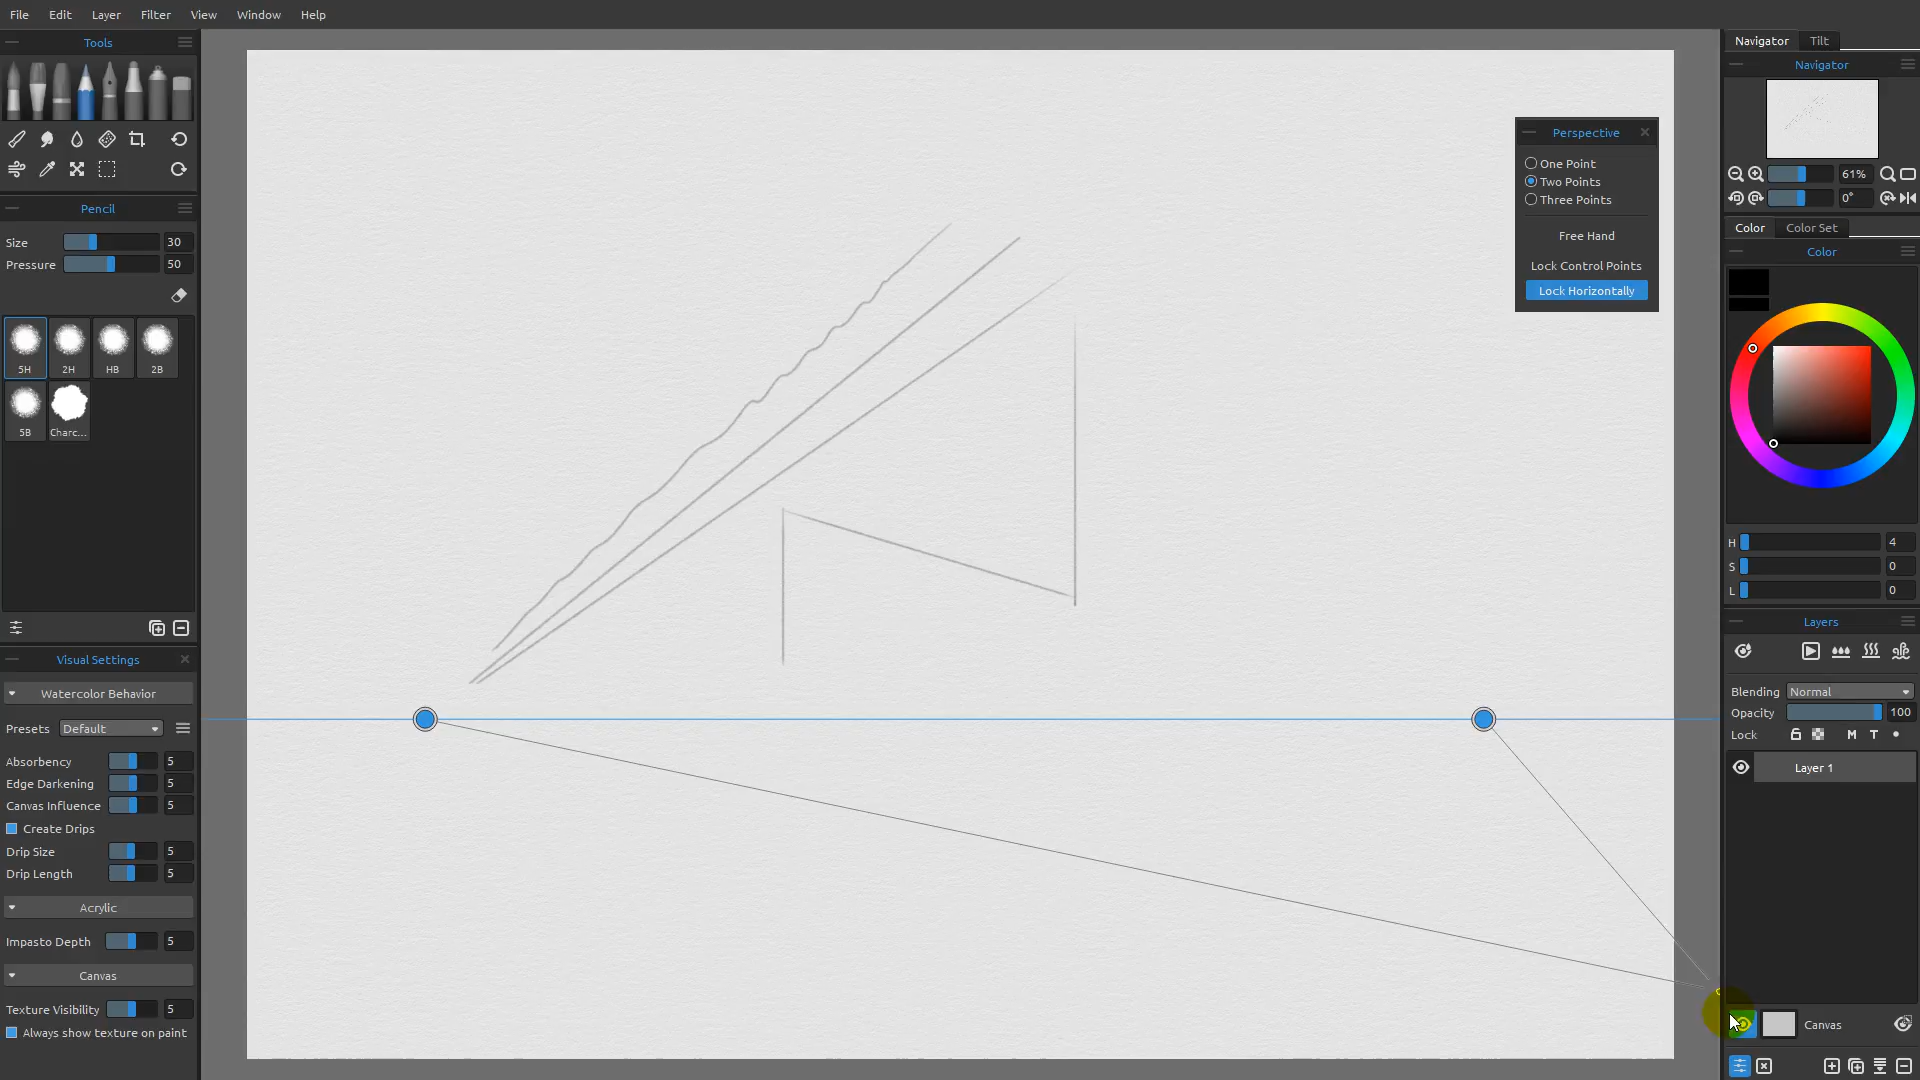 File Edit Layer Filter View Window Help
Tools
Pencil
Size 30
Pressure 50
5H 2H HB 2B
5B Charc...
Visual Settings
Watercolor Behavior
Presets Default
Absorbency 5
Edge Darkening 5
Canvas Influence 5
Create Drips
Drip Size 5
Drip Length 5
Acrylic
Impasto Depth 5
Canvas
Texture Visibility 5
Always show texture on paint
Perspective
One Point
Two Points
Three Points
Free Hand
Lock Control Points
Lock Horizontally
Navigator Tilt
Navigator
61%
0°
Color Color Set
Color
H 4
S 0
L 0
Layers
Blending Normal
Opacity 100
Lock M T
Layer 1
Canvas